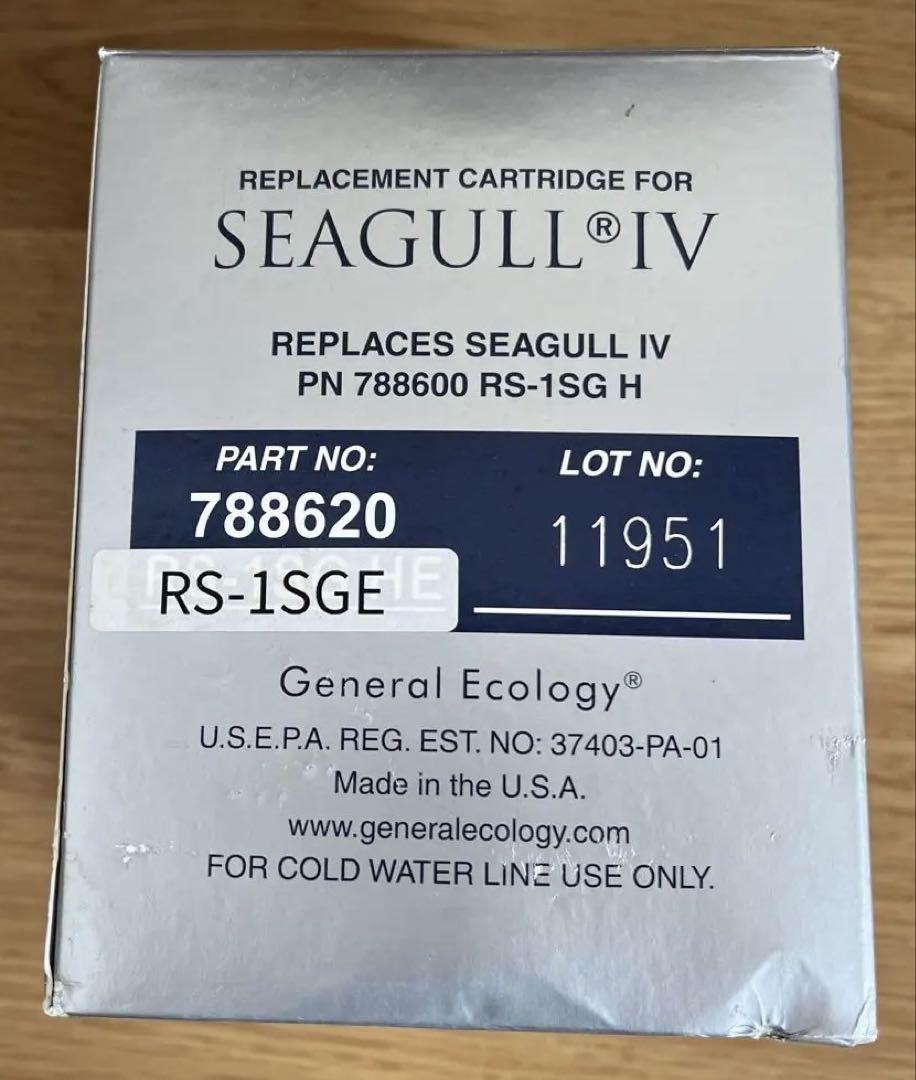 REPLACEMENT CARTRIDGE FOR
SEAGULL® IV
REPLACES SEAGULL IV
PN 788600 RS-1SG H
PART NO:
788620
RS-1SGE
LOT NO:
11951
General Ecology®
U.S.E.P.A. REG. EST. NO: 37403-PA-01
Made in the U.S.A.
www.generalecology.com
FOR COLD WATER LINE USE ONLY.